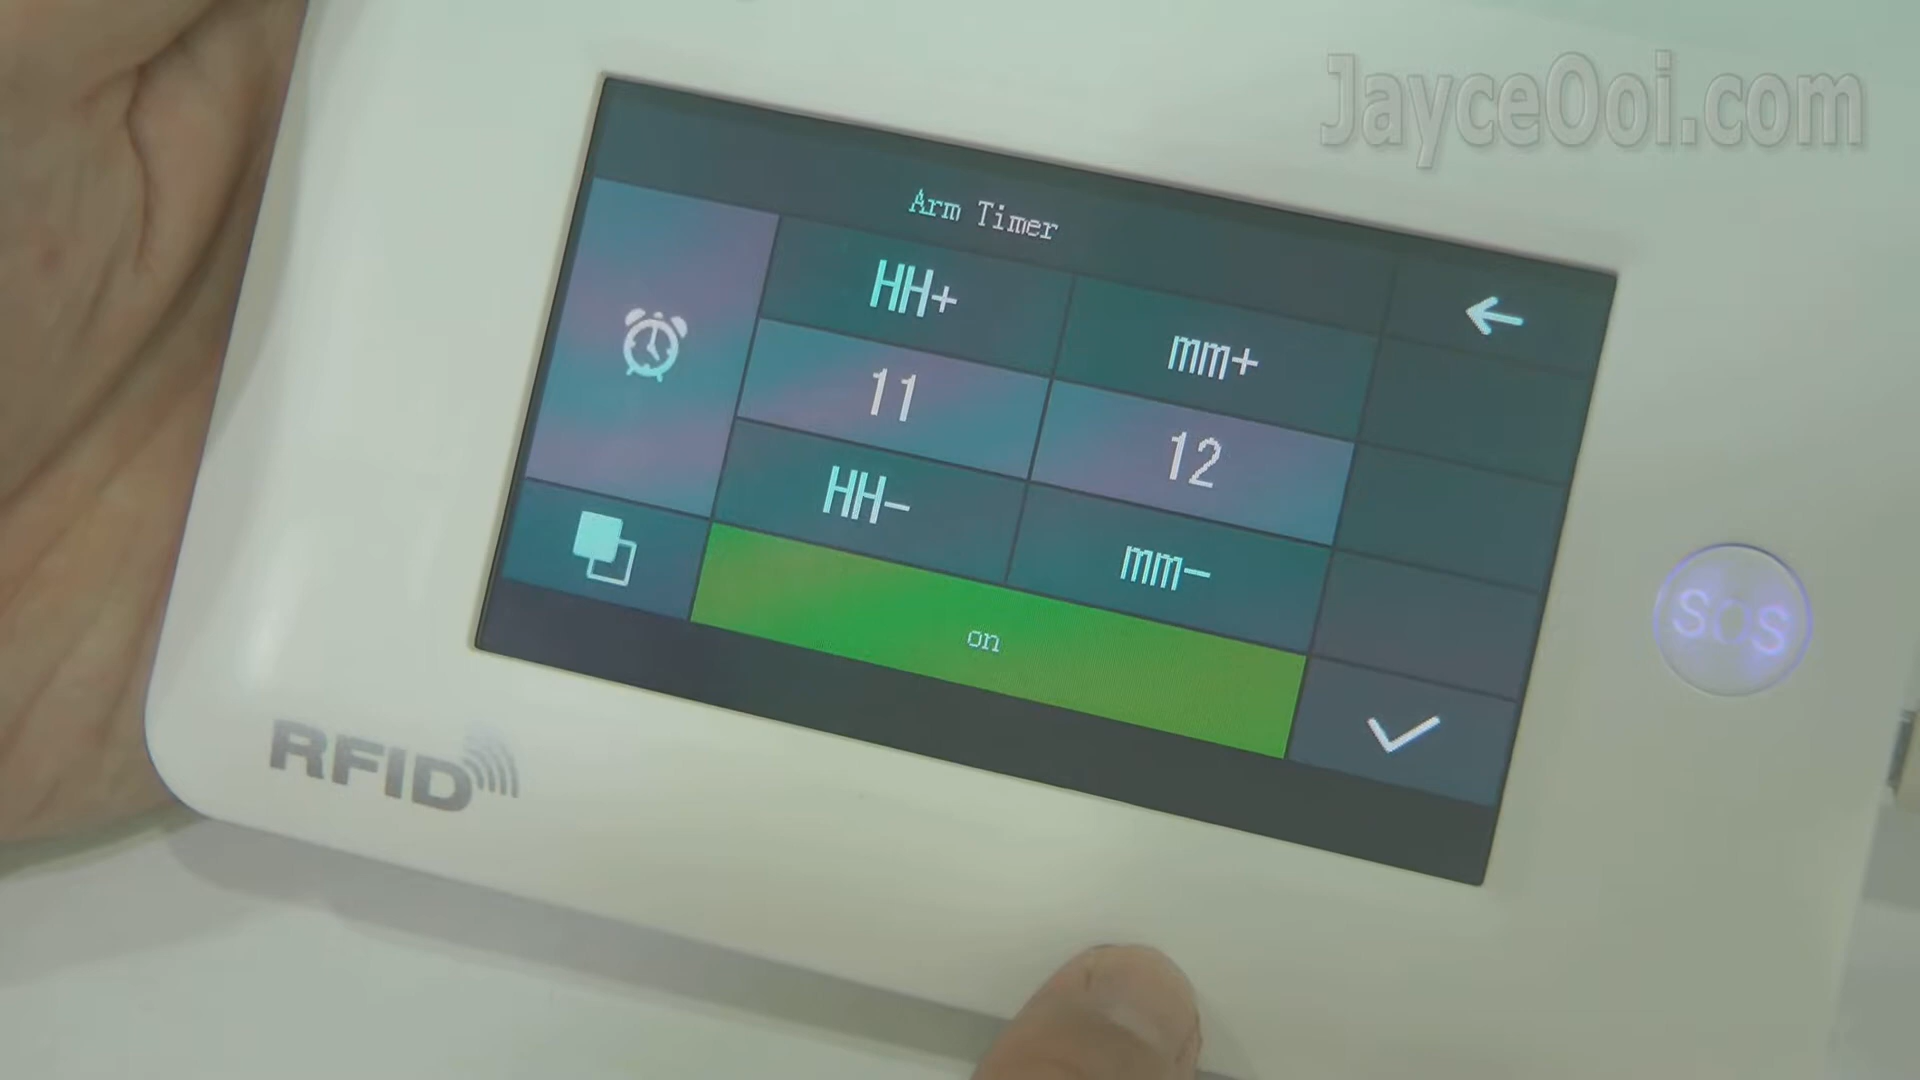 JayceOoi.com
Arm Timer
HH+
mm+
11
12
HH-
mm-
on
SOS
RFID